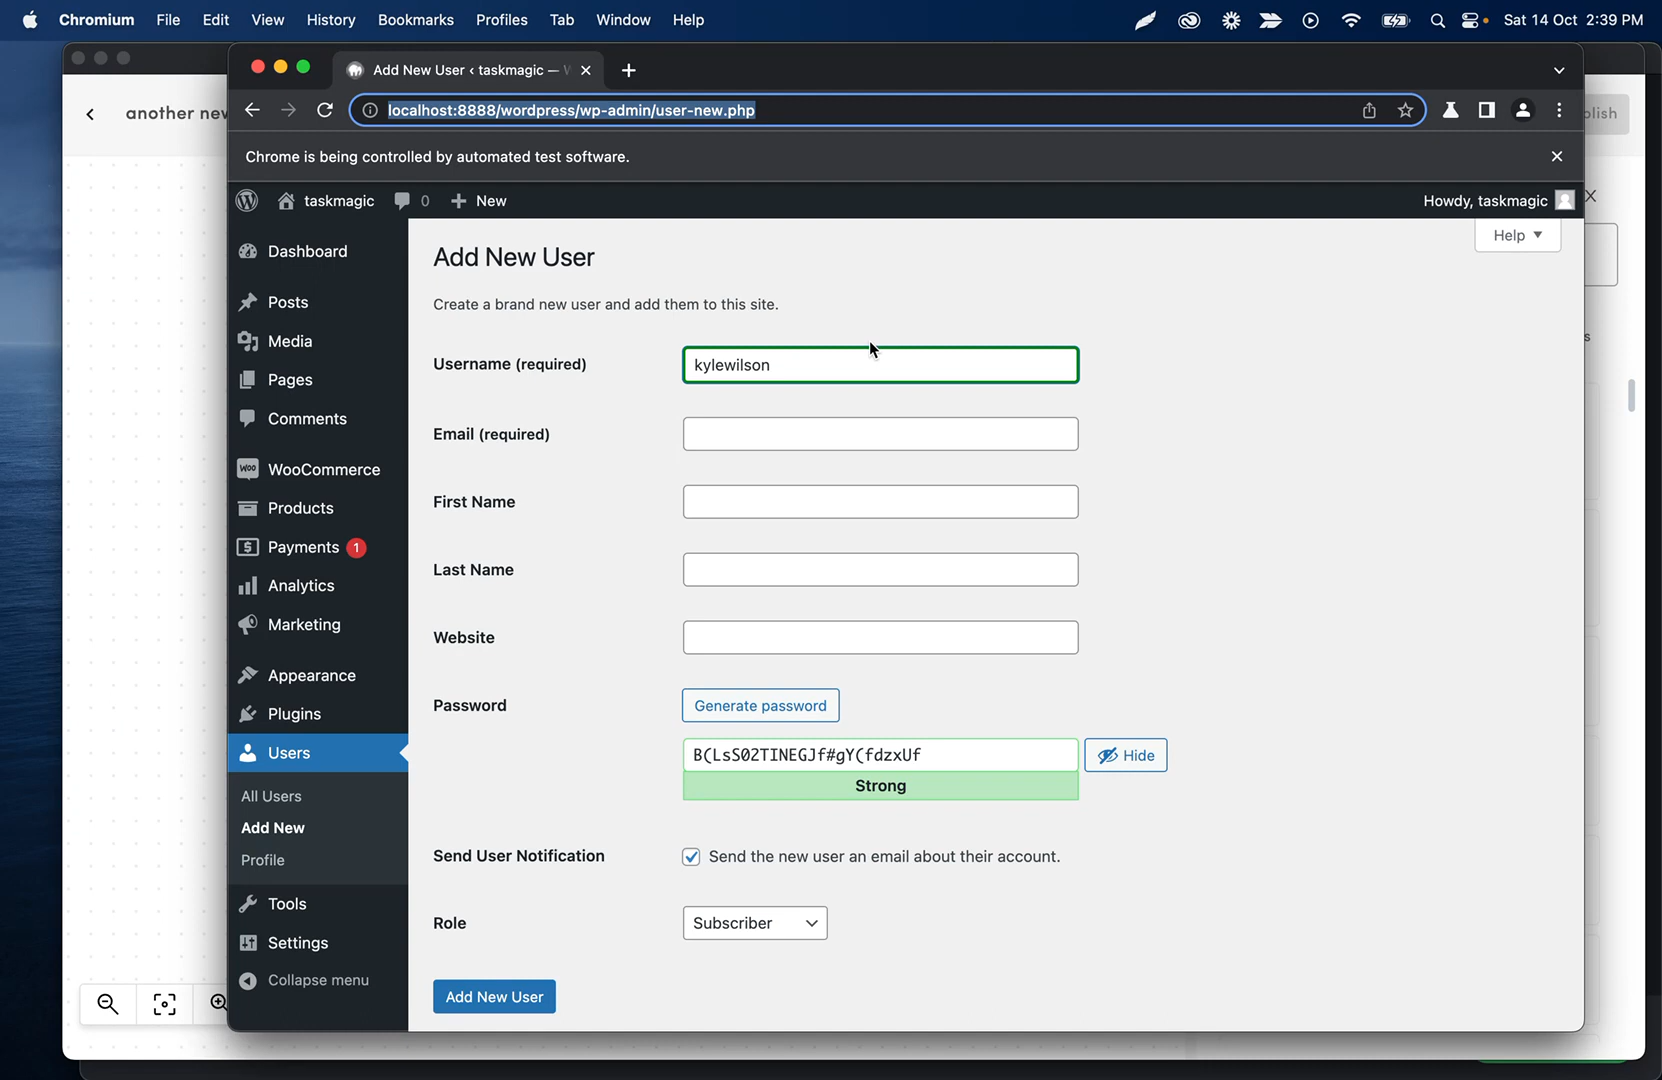 Chromium File Edit View History Bookmarks Profiles Tab Window Help Sat 14 Oct 2:39 PM
Add New User ‹ taskmagic —
localhost:8888/wordpress/wp-admin/user-new.php
another nev
blish
Chrome is being controlled by automated test software.
taskmagic 0 + New Howdy, taskmagic
X
Help
Dashboard
Posts
Media
Pages
Comments
Woo WooCommerce
Products
Payments 1
Analytics
Marketing
Appearance
Plugins
Users
All Users
Add New
Profile
Tools
Settings
Collapse menu
Add New User
Create a brand new user and add them to this site.
Username (required) kylewilson
s
Email (required)
First Name
Last Name
Website
Password Generate password
B(LsS0ZTINEGJf#gY(fdzxUf Hide
Strong
Send User Notification Send the new user an email about their account.
Role Subscriber
Add New User